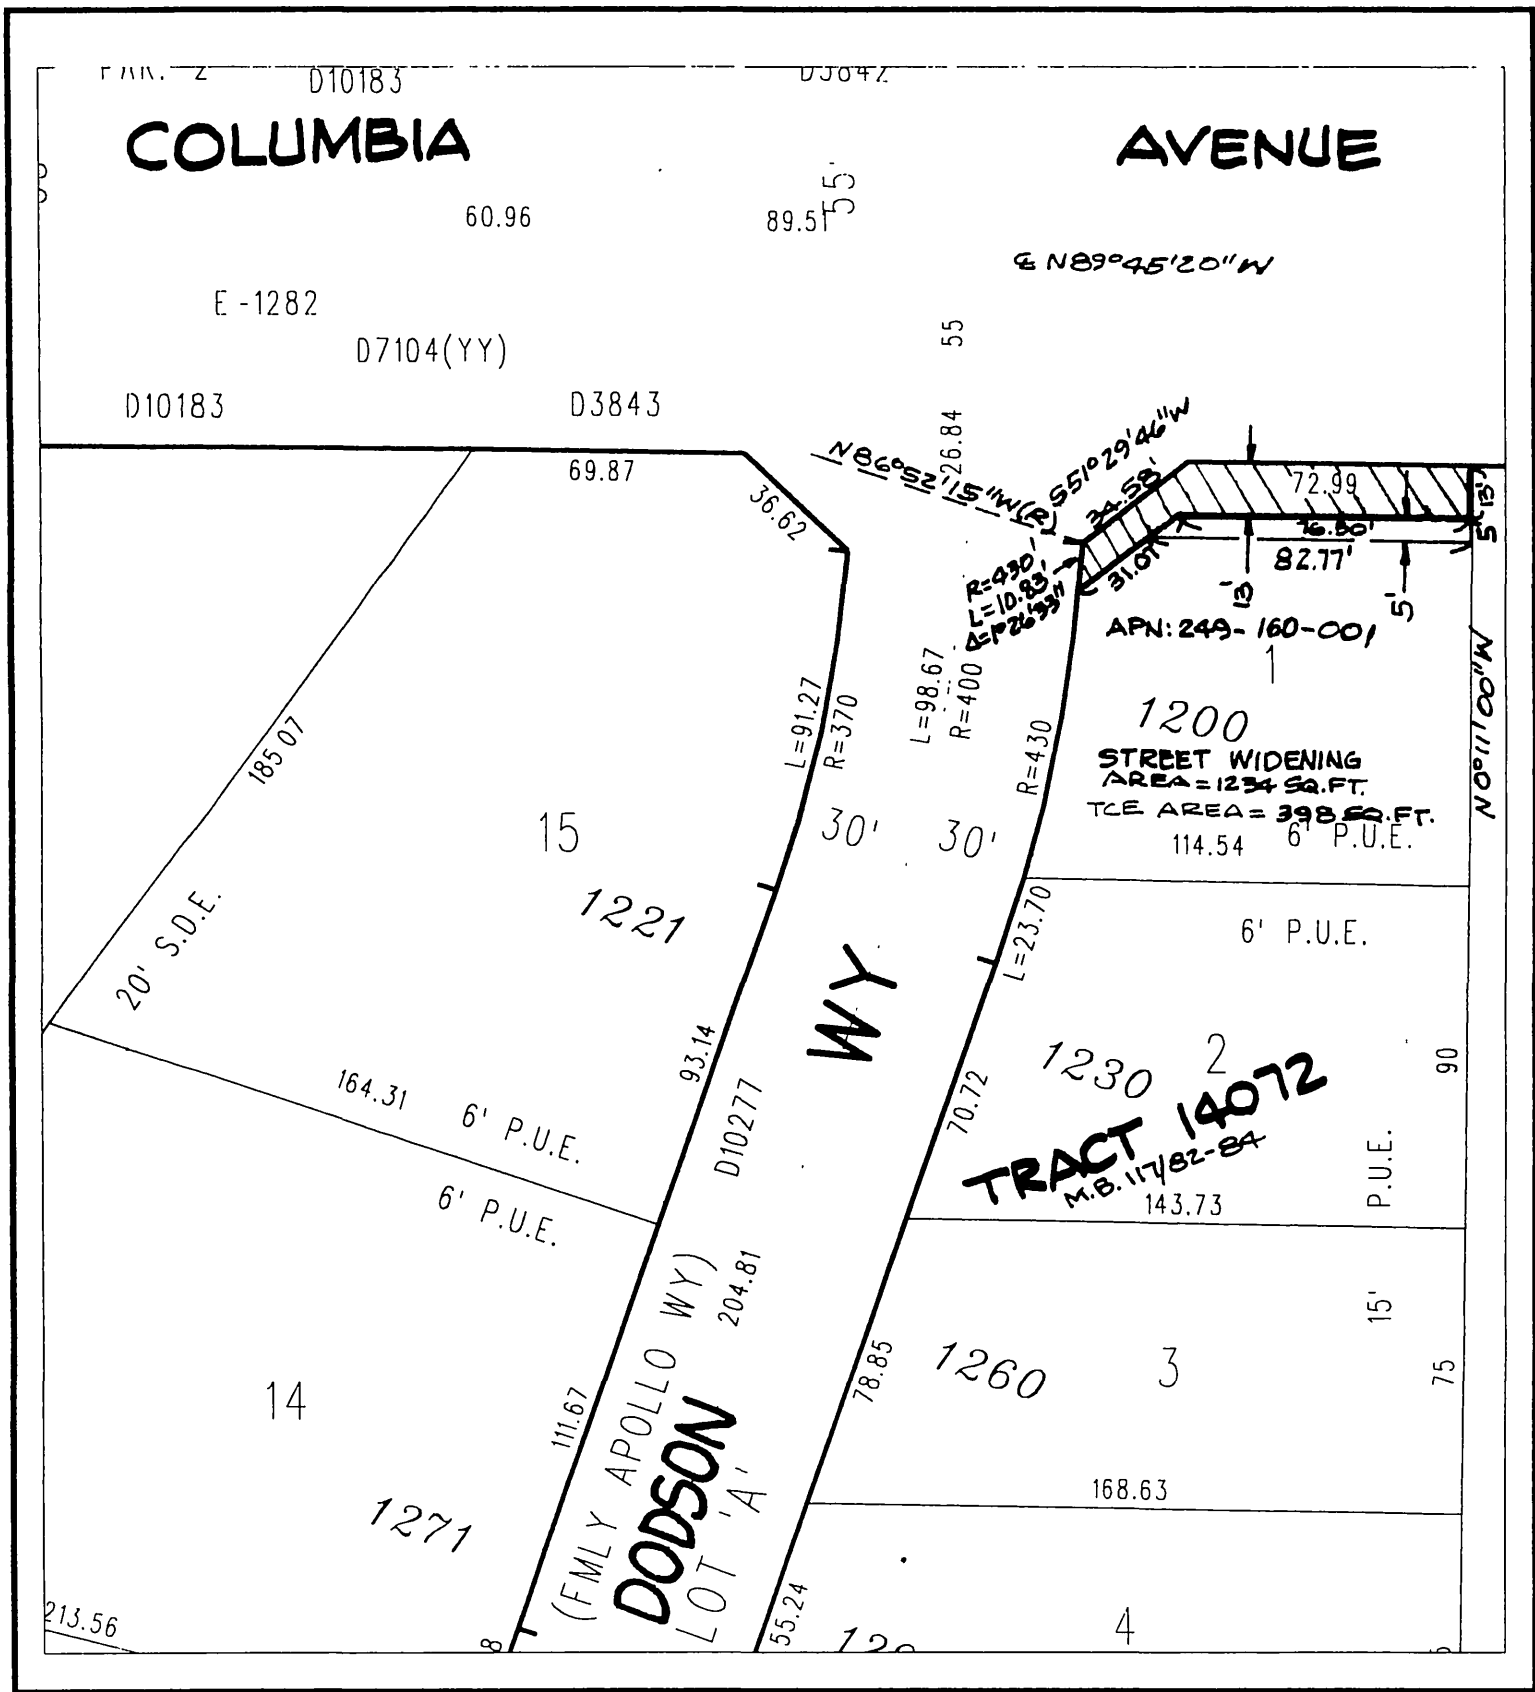 D10183
COLUMBIA AVENUE
60.96
89.51
55'
₠ N89°45'20"W
E-1282
55
D7104(YY)
D10183
D3843
26.84
N86°52'15"W(R)
S51°29'46"W
69.87
36.62
34.58'
72.99
5'
13'
76.50'
82.77'
31.07'
R=430'
L=10.83'
Δ=1°26'33"
13'
5'
APN: 249-160-001
1
N0°11'00"W
1200
STREET WIDENING
AREA = 1234 SQ.FT.
TCE AREA = 398 SQ.FT.
6' P.U.E.
114.54
L=91.27
R=370
L=98.67
R=400
R=430
185.07
15
30'
30'
1221
20' S.D.E.
L=23.70
6' P.U.E.
WY
93.14
1230
2
90
164.31
6' P.U.E.
D10277
70.72
TRACT 14072
M.B. 117/82-84
143.73
P.U.E.
6' P.U.E.
204.81
15'
14
111.67
(FMLY APOLLO WY)
DODSON
LOT 'A'
78.85
1260
3
75
168.63
1271
213.56
8
55.24
4